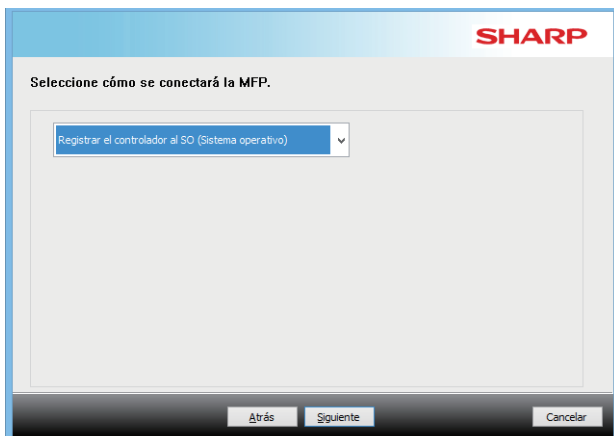 SHARP
Seleccione cómo se conectará la MFP.
Registrar el controlador al SO (Sistema operativo)
Atrás
Siguiente
Cancelar